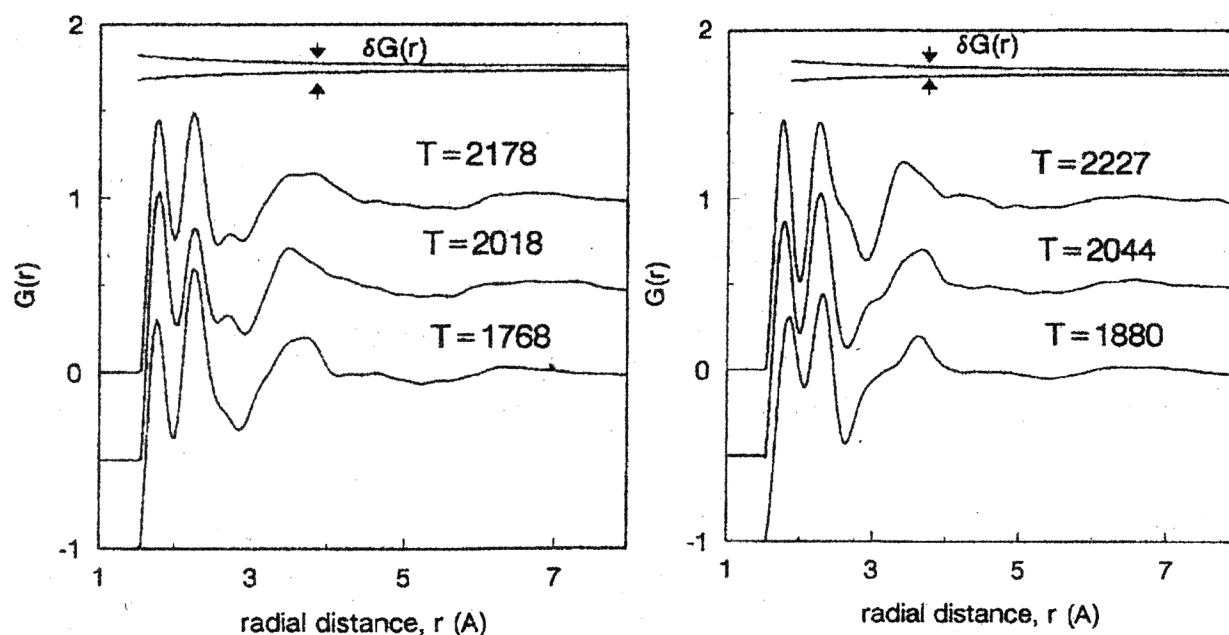 2
δG(r)
T=2178
1
T=2018
G(r)
T=1768
0
-1
1
3
5
7
radial distance, r (A)
2
δG(r)
T=2227
1
T=2044
G(r)
T=1880
0
-1
1
3
5
7
radial distance, r (A)